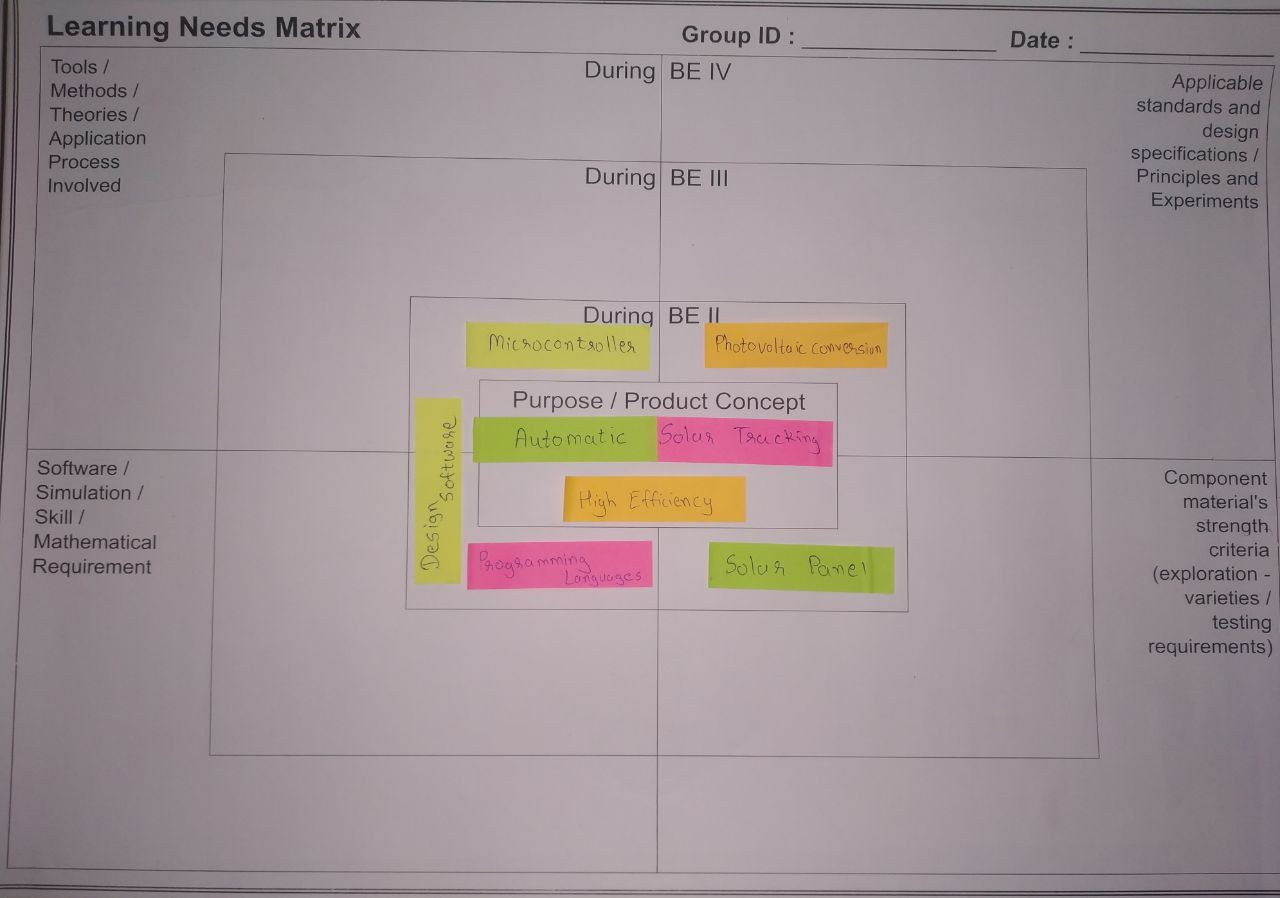 Learning Needs Matrix
Group ID :
Date :
Tools /
Methods /
Theories /
Application
Process
Involved
During BE IV
Applicable
standards and
design
specifications /
Principles and
Experiments
During BE III
During BE II
Microcontroller
Photovoltaic conversion
Purpose / Product Concept
Automatic Solar Tracking
High Efficiency
Design Software
Programming
Languages
Solar Panel
Software /
Simulation /
Skill /
Mathematical
Requirement
Component
material's
strength
criteria
(exploration -
varieties /
testing
requirements)